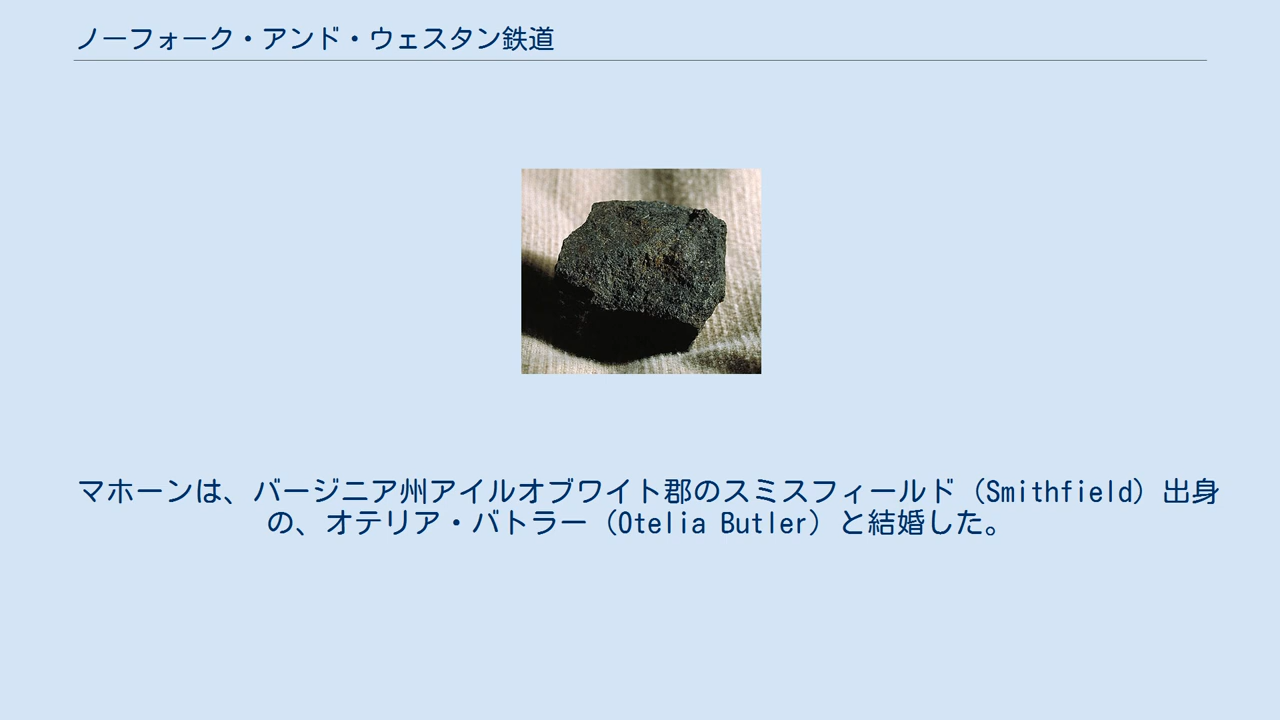 ノーフォーク・アンド・ウェスタン鉄道
マホーンは、バージニア州アイルオブワイト郡のスミスフィールド（Smithfield）出身
の、オテリア・バトラー（Otelia Butler）と結婚した。